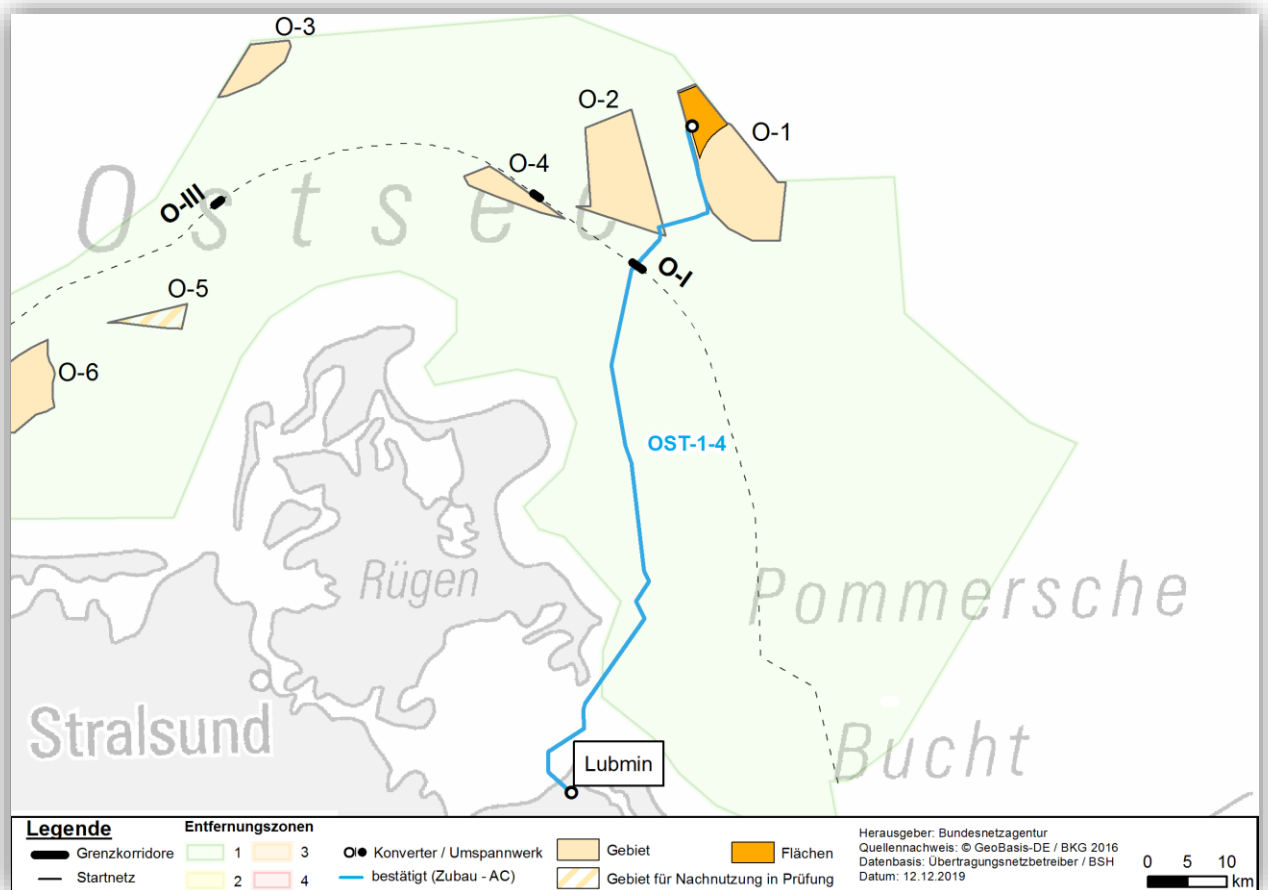 O-3
O-2
O-1
O-4
Ostsee
O-III
O-I
O-5
O-6
OST-1-4
Rügen
Pommersche
Bucht
Stralsund
Lubmin
Legende
Grenzkorridore
Startnetz
Entfernungszonen
1
3
2
4
Konverter / Umspannwerk
bestätigt (Zubau - AC)
Gebiet
Flächen
Gebiet für Nachnutzung in Prüfung
Herausgeber: Bundesnetzagentur
Quellennachweis: © GeoBasis-DE / BKG 2016
Datenbasis: Übertragungsnetzbetreiber / BSH
Datum: 12.12.2019
0 5 10
km